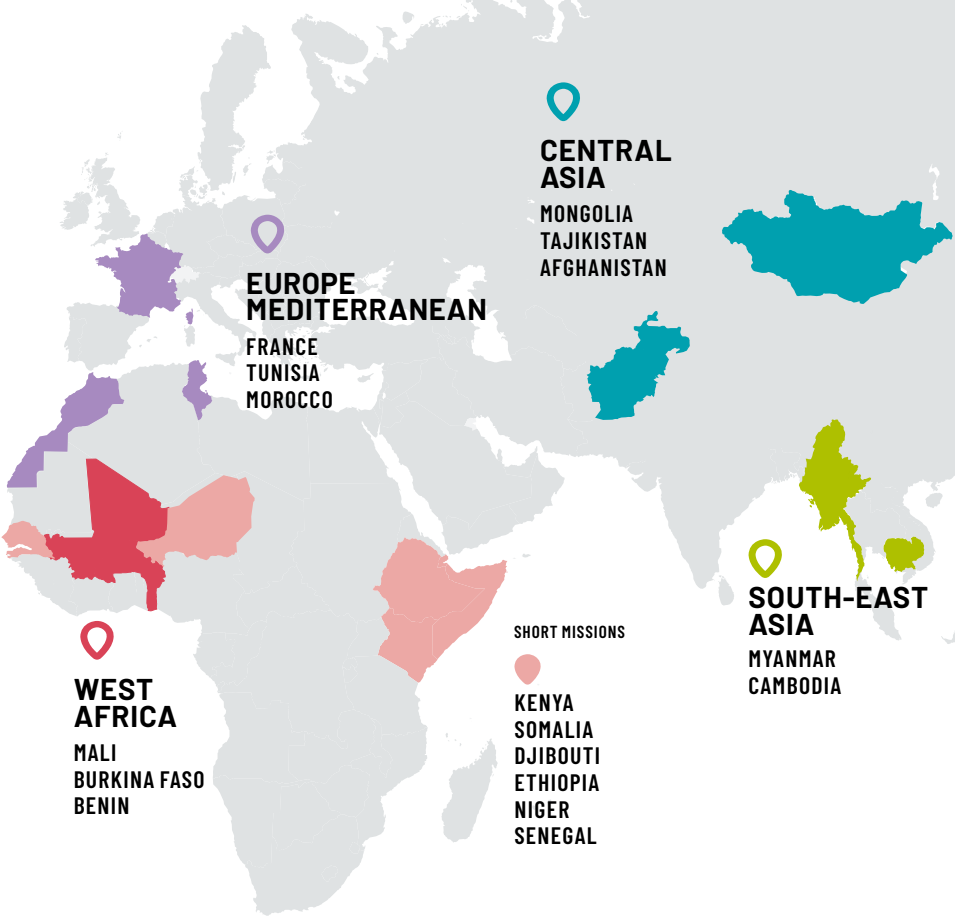 CENTRAL
ASIA
MONGOLIA
TAJIKISTAN
AFGHANISTAN
EUROPE
MEDITERRANEAN
FRANCE
TUNISIA
MOROCCO
SOUTH-EAST
ASIA
MYANMAR
CAMBODIA
WEST
AFRICA
MALI
BURKINA FASO
BENIN
SHORT MISSIONS
KENYA
SOMALIA
DJIBOUTI
ETHIOPIA
NIGER
SENEGAL